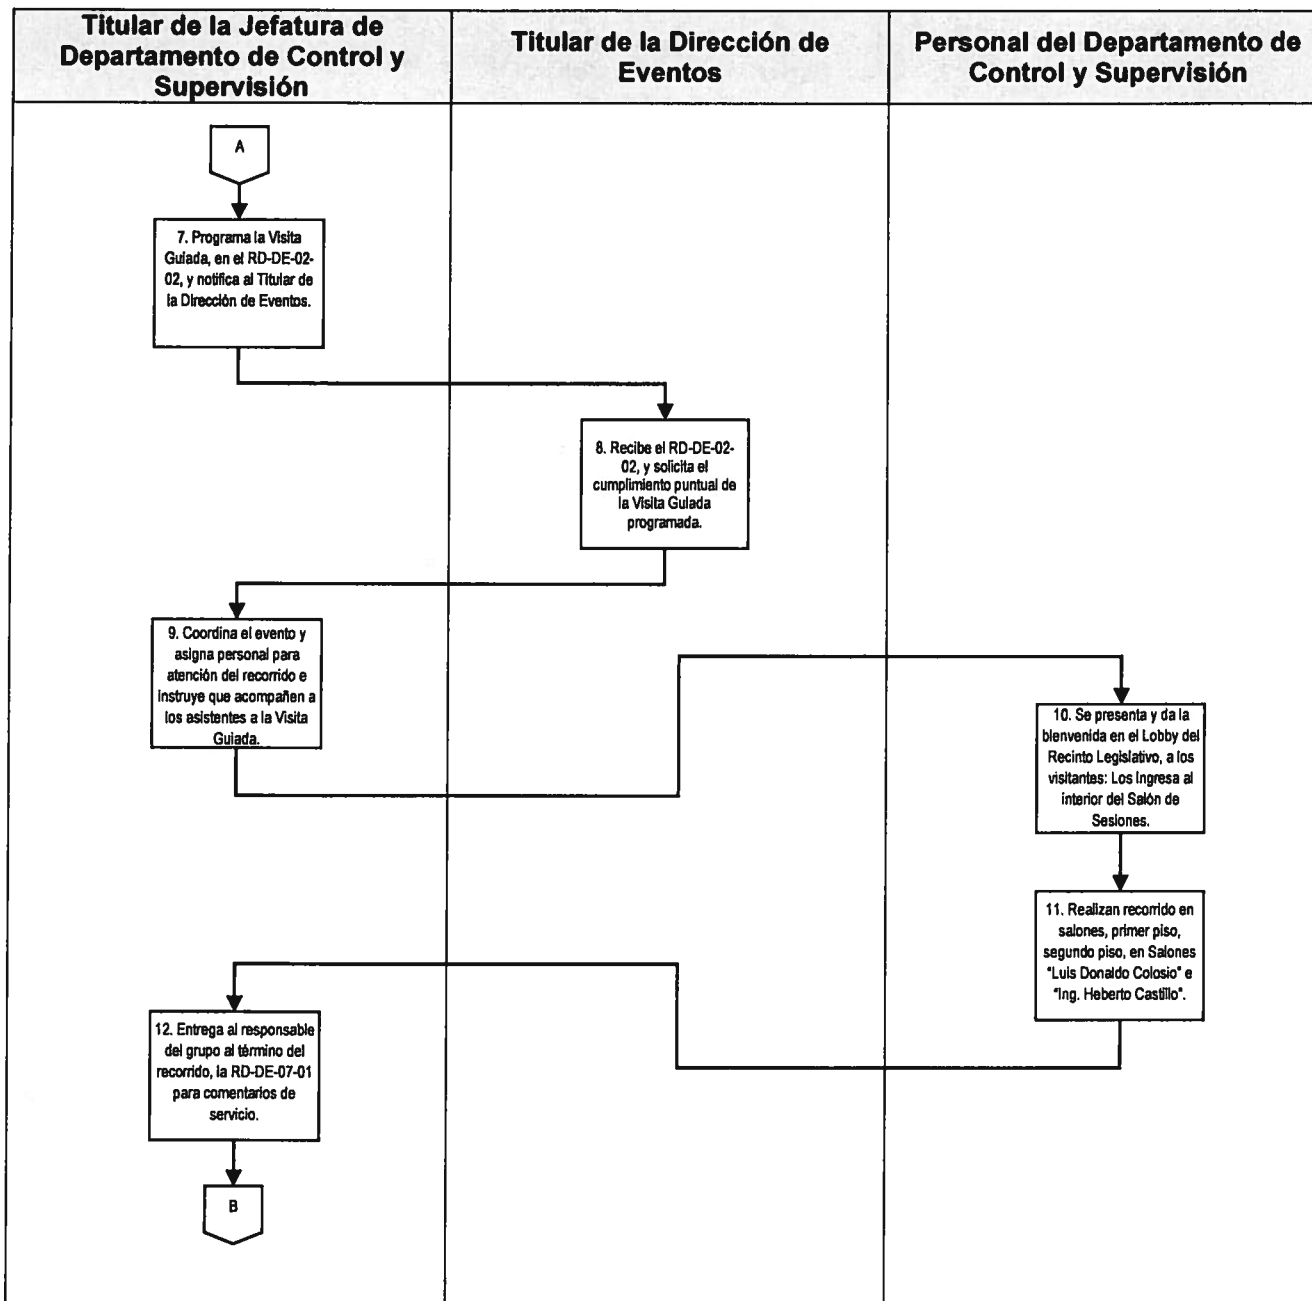 Titular de la Jefatura de
Departamento de Control y
Supervisión
Titular de la Dirección de
Eventos
Personal del Departamento de
Control y Supervisión
A
7. Programa la Visita
Guiada, en el RD-DE-02-
02, y notifica al Titular de
la Dirección de Eventos.
8. Recibe el RD-DE-02-
02, y solicita el
cumplimiento puntual de
la Visita Guiada
programada.
9. Coordina el evento y
asigna personal para
atención del recorrido e
instruye que acompañen a
los asistentes a la Visita
Guiada.
10. Se presenta y da la
bienvenida en el Lobby del
Recinto Legislativo, a los
visitantes: Los Ingresa al
interior del Salón de
Sesiones.
11. Realizan recorrido en
salones, primer piso,
segundo piso, en Salones
"Luis Donaldo Colosio" e
"Ing. Heberto Castillo".
12. Entrega al responsable
del grupo al término del
recorrido, la RD-DE-07-01
para comentarios de
servicio.
B